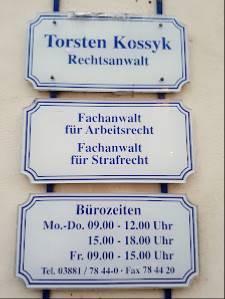 Torsten Kossyk
Rechtsanwalt
Fachanwalt
für Arbeitsrecht
Fachanwalt
für Strafrecht
Bürozeiten
Mo.-Do. 09.00 - 12.00 Uhr
15.00 - 18.00 Uhr
Fr. 09.00 - 15.00 Uhr
Tel. 03881 / 78 44-0 · Fax 78 44 20